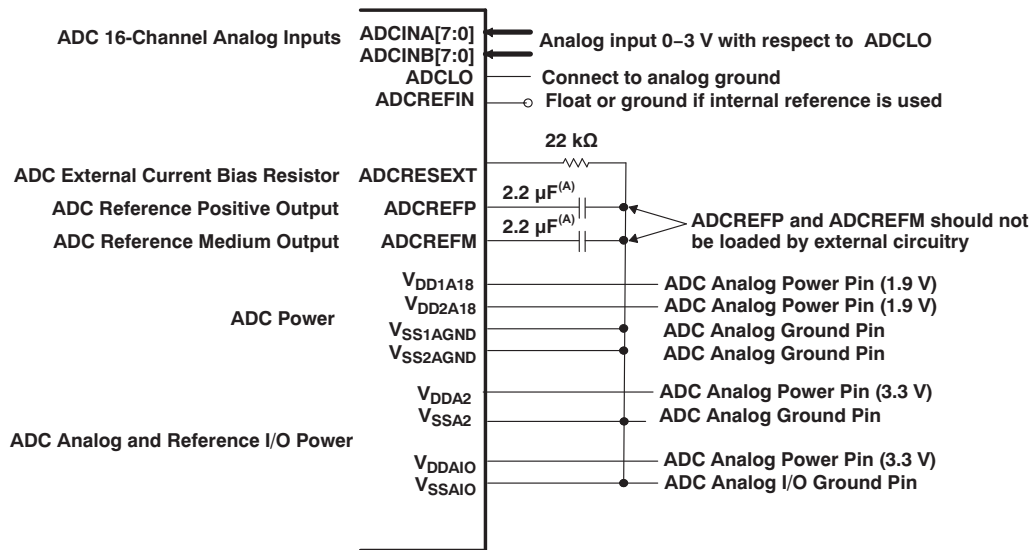 ADC 16-Channel Analog Inputs
ADCINA[7:0]
ADCINB[7:0]
Analog input 0–3 V with respect to ADCLO
ADCLO
Connect to analog ground
ADCREFIN
Float or ground if internal reference is used
22 kΩ
ADC External Current Bias Resistor
ADCRESEXT
2.2 µF(A)
ADC Reference Positive Output
ADCREFP
2.2 µF(A)
ADCREFP and ADCREFM should not
be loaded by external circuitry
ADC Reference Medium Output
ADCREFM
VDD1A18
ADC Analog Power Pin (1.9 V)
VDD2A18
ADC Analog Power Pin (1.9 V)
ADC Power
VSS1AGND
ADC Analog Ground Pin
VSS2AGND
ADC Analog Ground Pin
VDDA2
ADC Analog Power Pin (3.3 V)
VSSA2
ADC Analog Ground Pin
ADC Analog and Reference I/O Power
VDDAIO
ADC Analog Power Pin (3.3 V)
VSSAIO
ADC Analog I/O Ground Pin